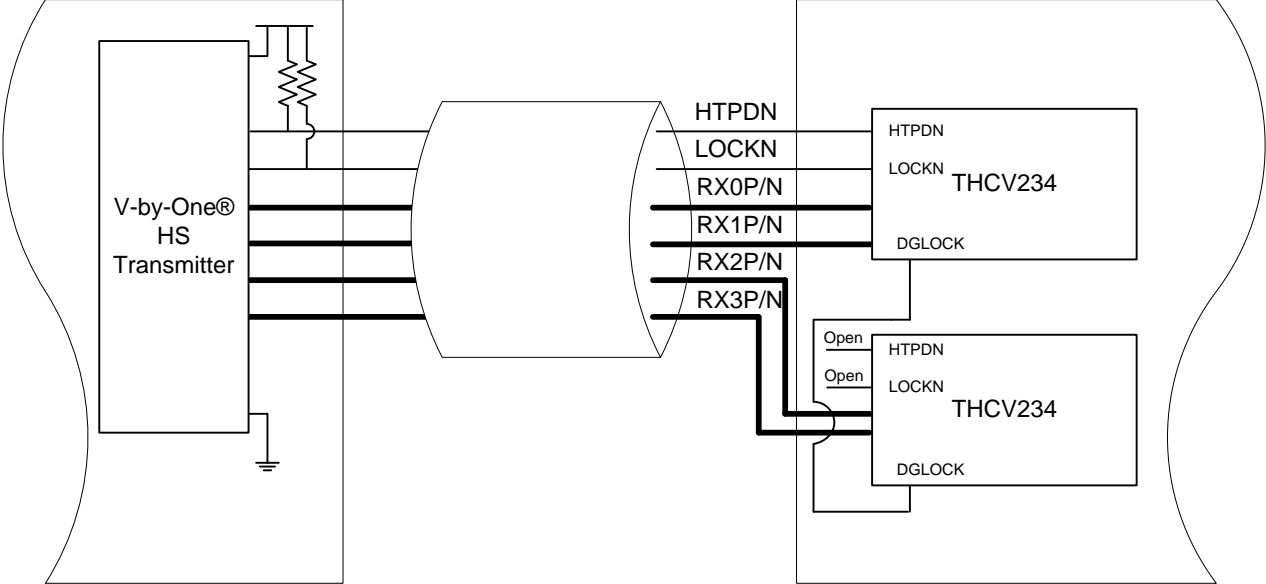 V-by-One®
HS
Transmitter
HTPDN
LOCKN
RX0P/N
RX1P/N
RX2P/N
RX3P/N
HTPDN
LOCKN
THCV234
DGLOCK
Open
HTPDN
Open
LOCKN
THCV234
DGLOCK